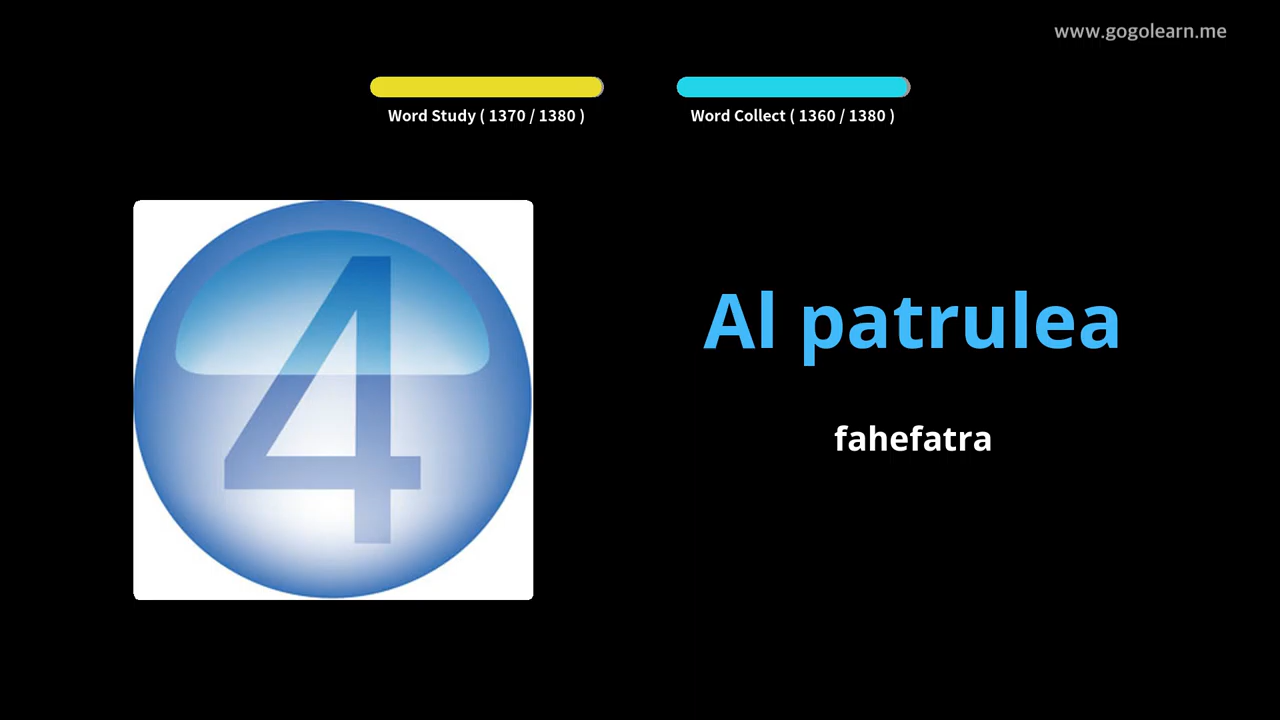 www.gogolearn.me
Word Study ( 1370 / 1380 )
Word Collect ( 1360 / 1380 )
4
Al patrulea
fahefatra